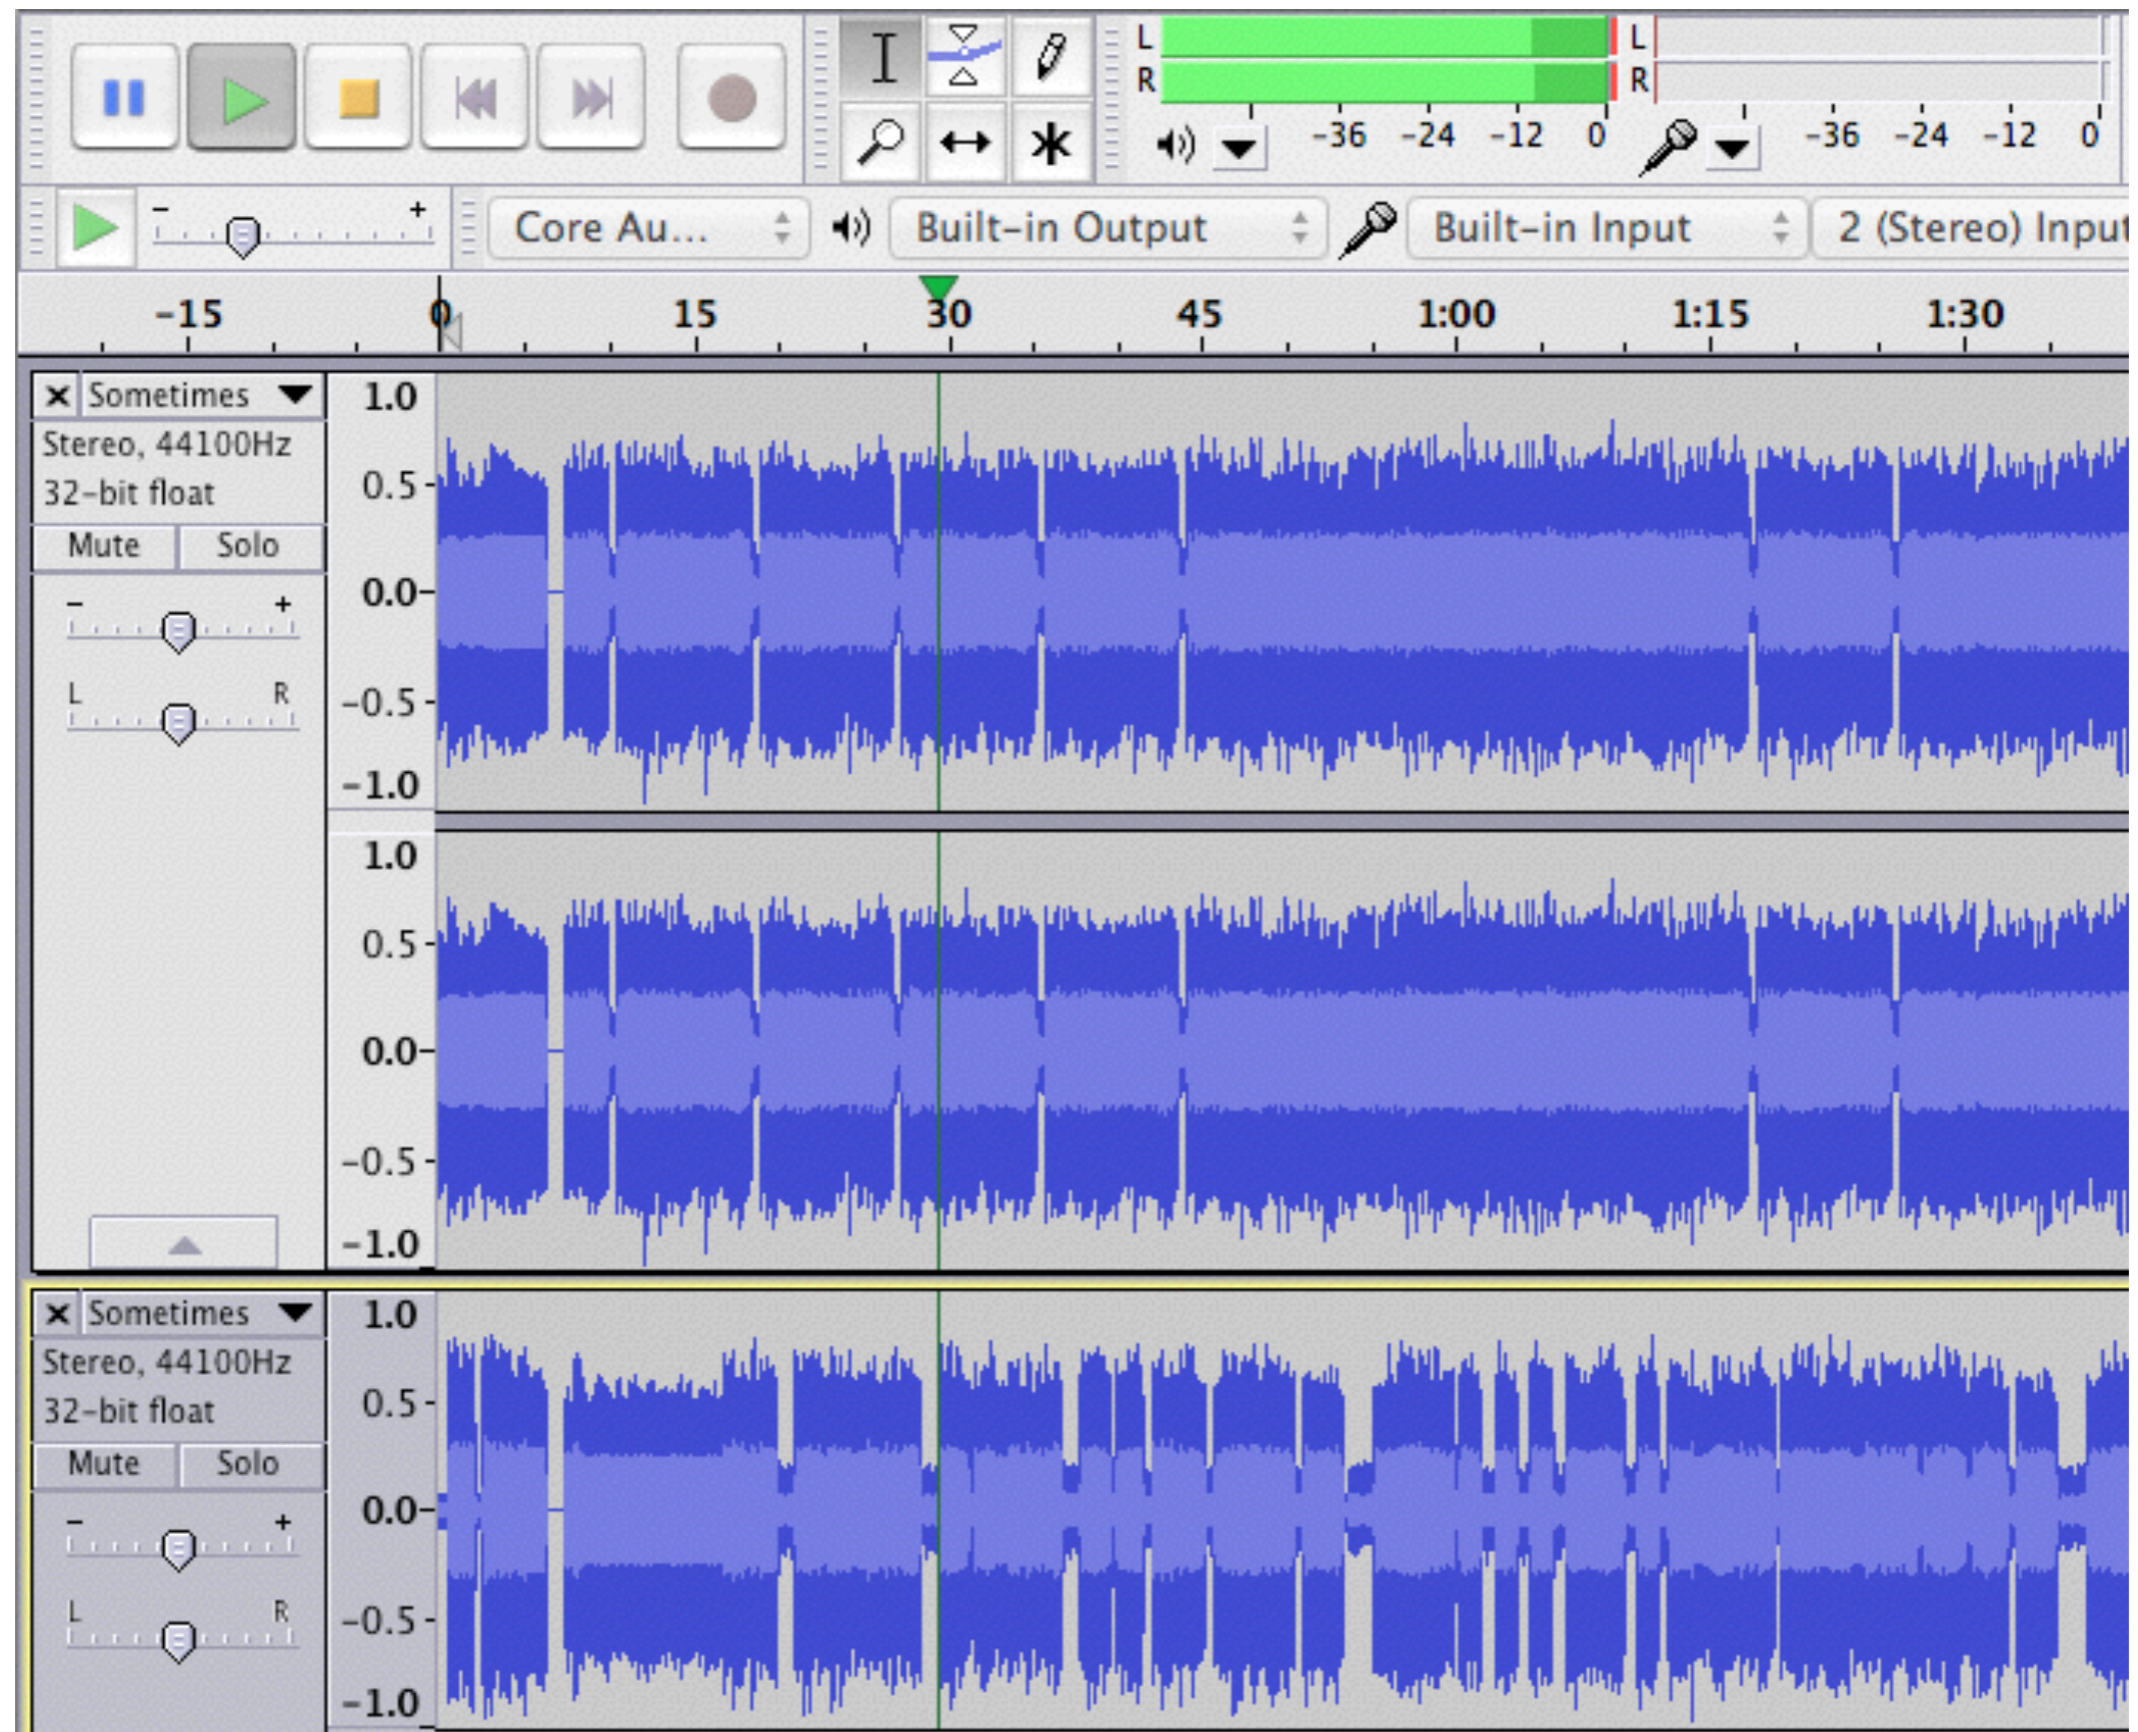 L L
R R
-36 -24 -12 0 -36 -24 -12 0
- + Core Au... Built-in Output Built-in Input 2 (Stereo) Input
-15 0 15 30 45 1:00 1:15 1:30
× Sometimes 1.0
Stereo, 44100Hz
32-bit float 0.5
Mute Solo
- + 0.0
L R -0.5
-1.0
1.0
0.5
0.0
-0.5
-1.0
× Sometimes 1.0
Stereo, 44100Hz
32-bit float 0.5
Mute Solo
- + 0.0
L R -0.5
-1.0